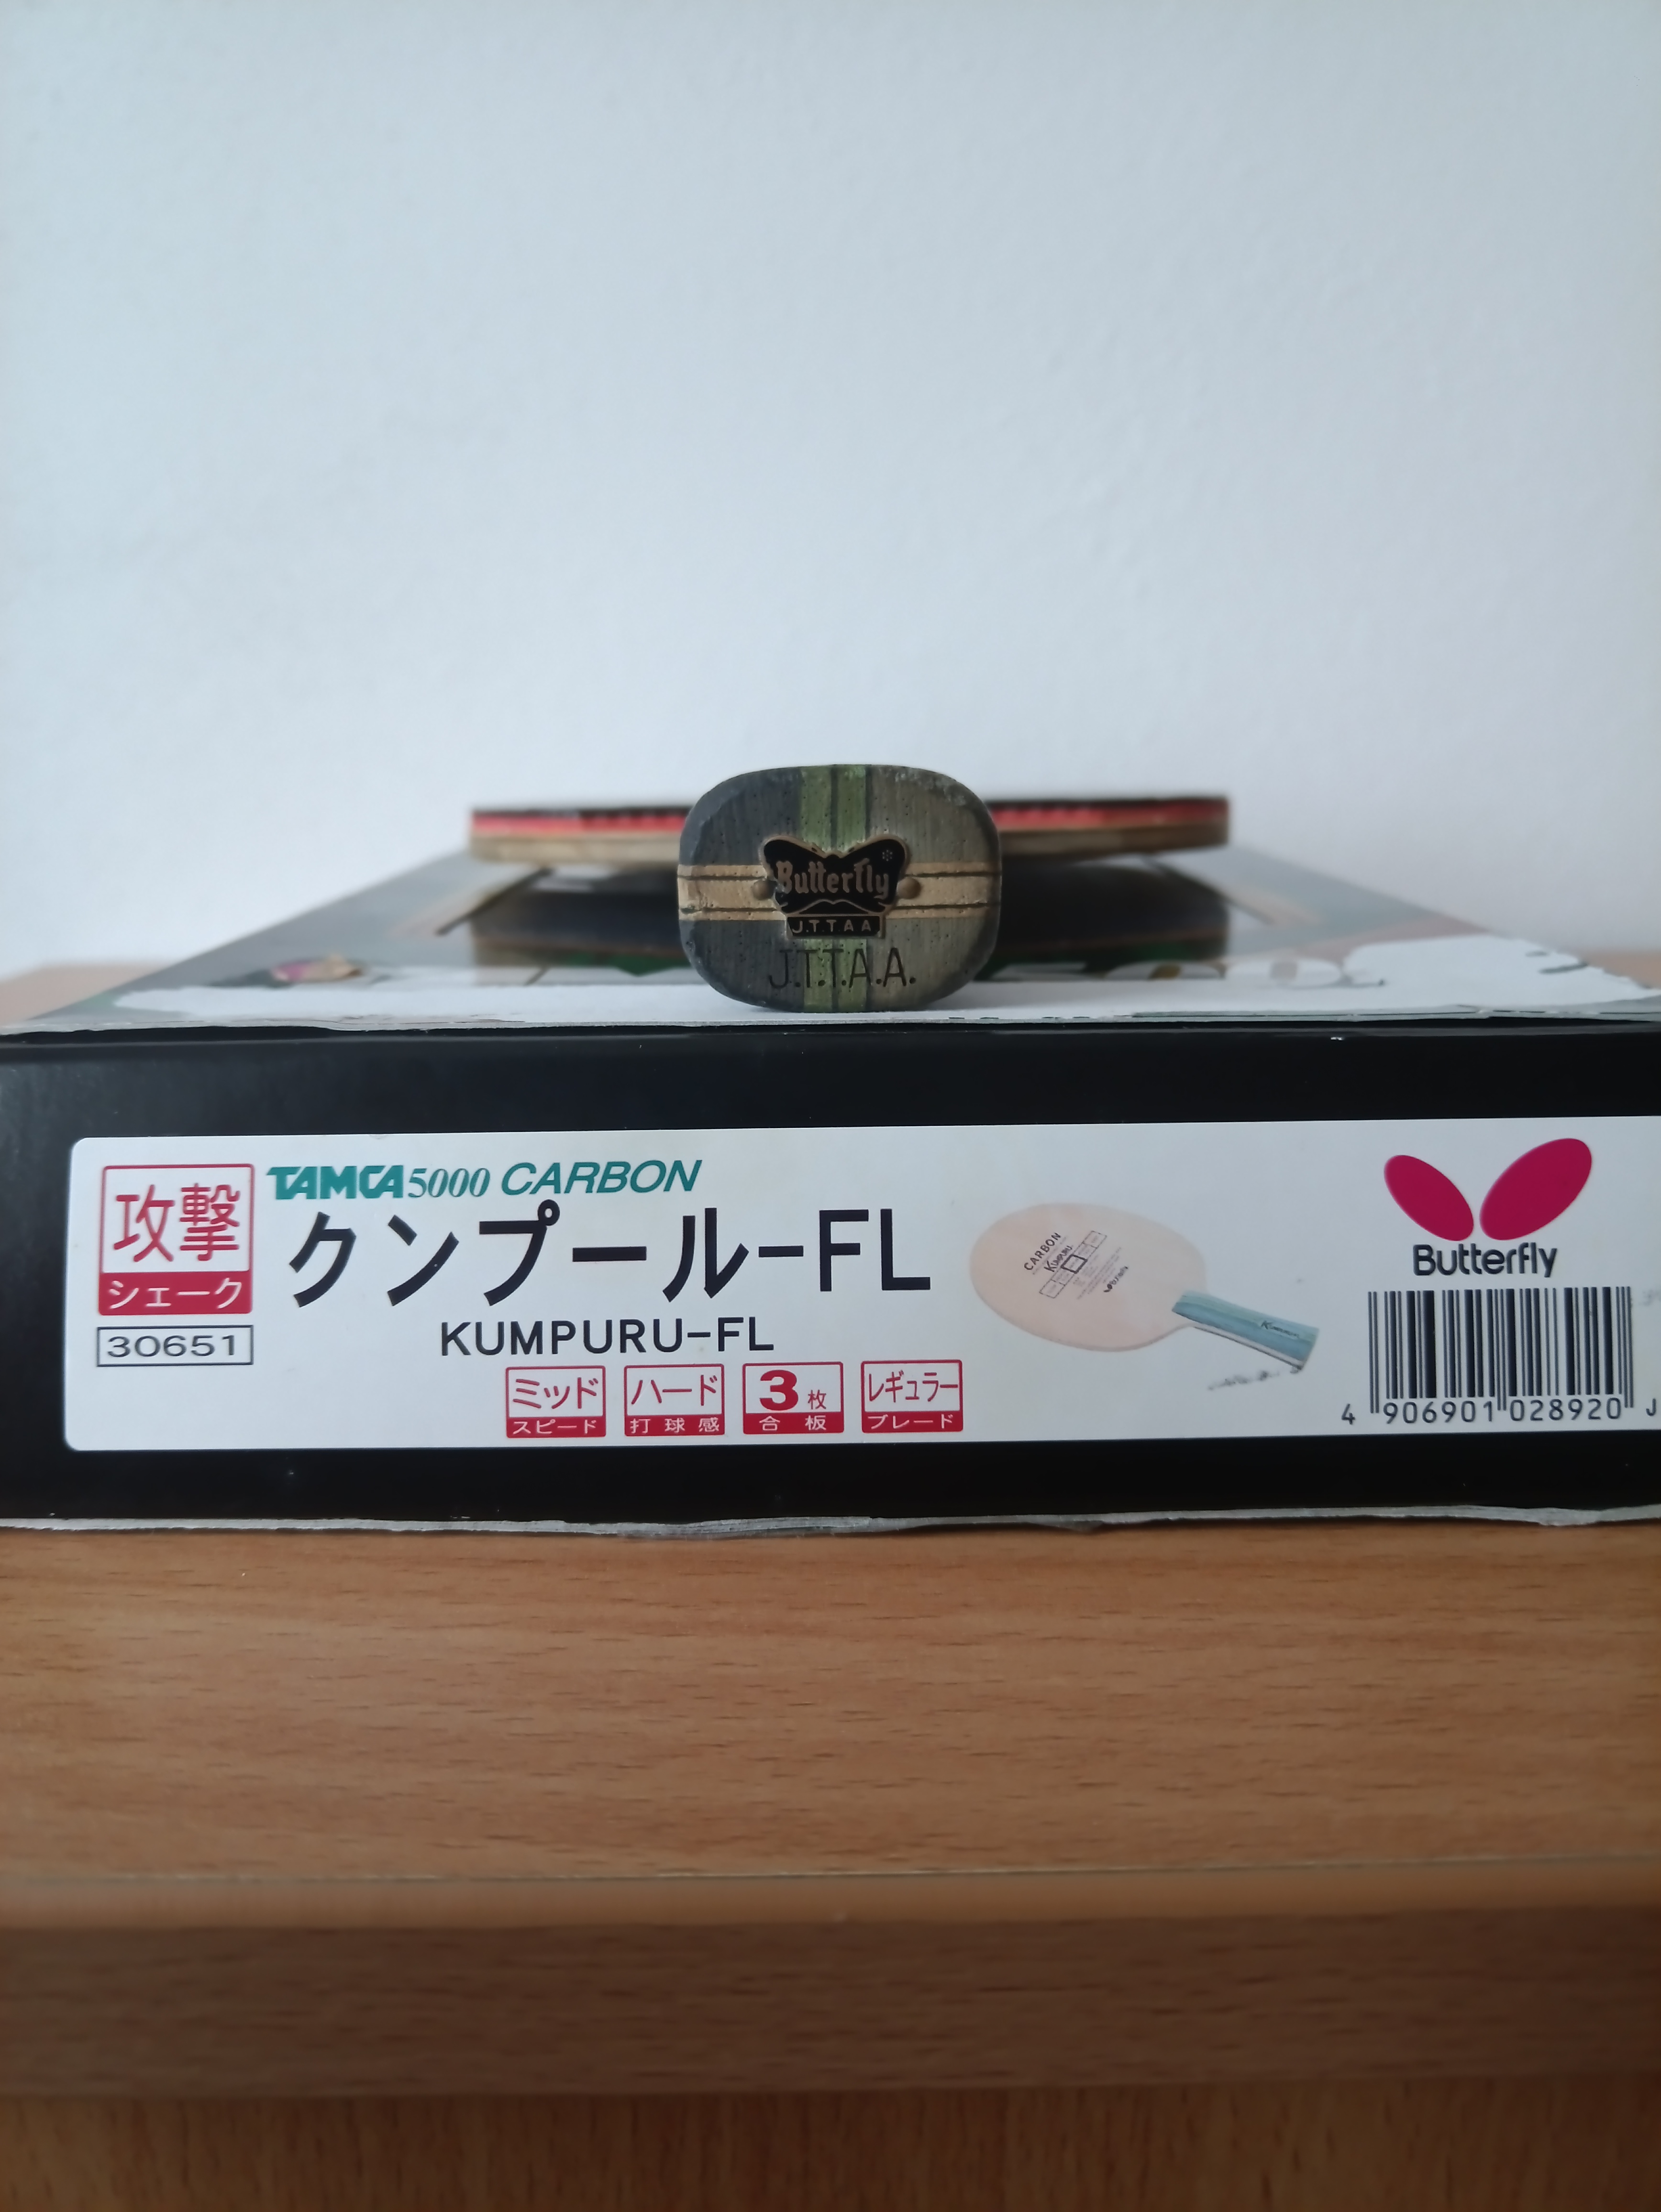 Butterfly
J.T.T.A.A
J.T.T.A.A.
攻撃
シェーク
30651
TAMCA5000 CARBON
クンプール-FL
KUMPURU-FL
ミッド
スピード
ハード
打球感
3枚
合板
レギュラー
ブレード
CARBON
KUMPURU
Butterfly
4 906901 028920 J